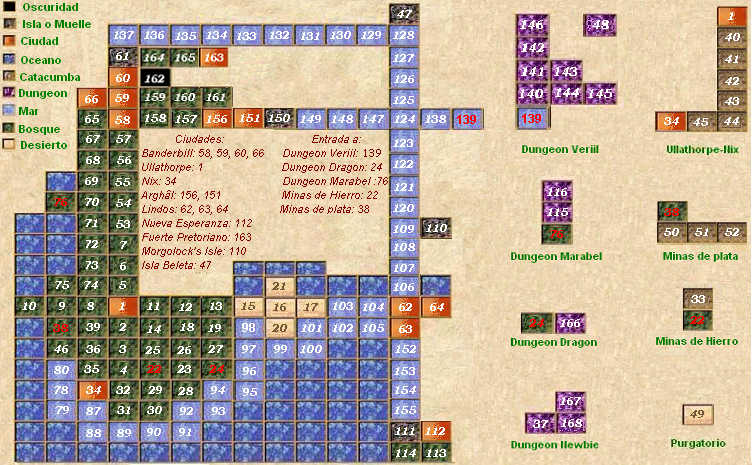 Oscuridad
Isla o Muelle
Ciudad
Oceano
Catacumba
Dungeon
Mar
Bosque
Desierto
47
137 136 135 134 133 132 131 130 129 128
61 164 165 163 127
60 162 126
66 59 159 160 161 125
65 58 158 157 156 151 150 149 148 147 124 138 139
67 57 123
68 56 122
69 55 121
76 70 54 120
71 53 109 110
72 7 108
73 6 107
75 74 5 21 106
10 9 8 1 11 12 13 15 16 17 103 104 62 64
38 39 2 14 18 19 98 20 101 102 105 63
46 36 3 25 26 27 97 99 100 152
80 35 4 22 23 24 96 153
78 34 32 29 28 94 95 154
79 87 31 30 92 93 155
88 89 90 91 111 112
114 113
Ciudades:
Banderbill: 58, 59, 60, 66
Ullathorpe: 1
Nix: 34
Arghâl: 156, 151
Lindos: 62, 63, 64
Nueva Esperanza: 112
Fuerte Pretoriano: 163
Morgolock's Isle: 110
Isla Beleta: 47
Entrada a:
Dungeon Veriil: 139
Dungeon Dragon: 24
Dungeon Marabel :76
Minas de Hierro: 22
Minas de plata: 38
146 48
142
141 143
140 144 145
139
Dungeon Veriil
1
40
41
42
43
34 45 44
Ullathorpe-Nix
116
115
76
Dungeon Marabel
38
50 51 52
Minas de plata
24 166
Dungeon Dragon
33
22
Minas de Hierro
167
37 168
Dungeon Newbie
49
Purgatorio